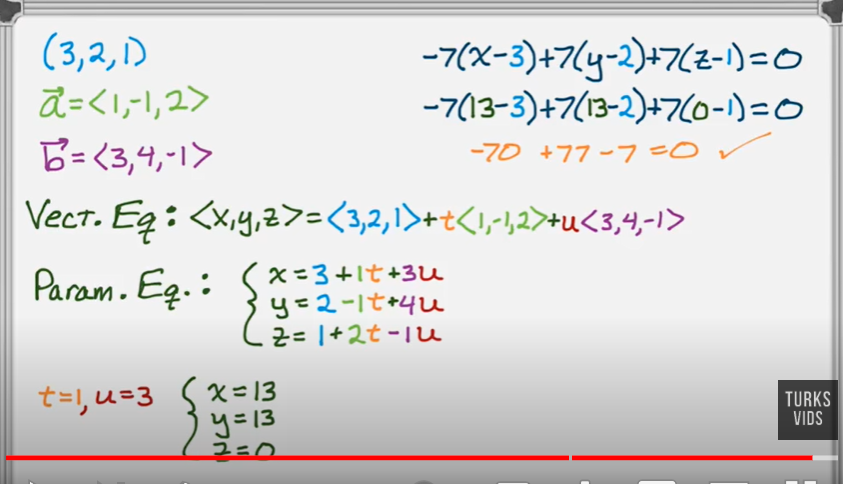 (3,2,1)
a⃗=<1,-1,2>
b⃗=<3,4,-1>
-7(x-3)+7(y-2)+7(z-1)=0
-7(13-3)+7(13-2)+7(0-1)=0
-70 +77-7=0 ✓
Vect. Eq: <x,y,z>=<3,2,1>+t<1,-1,2>+u<3,4,-1>
Param. Eq.: { x=3+1t+3u
y=2-1t+4u
z=1+2t-1u
t=1, u=3 { x=13
y=13
z=0
TURKS
VIDS